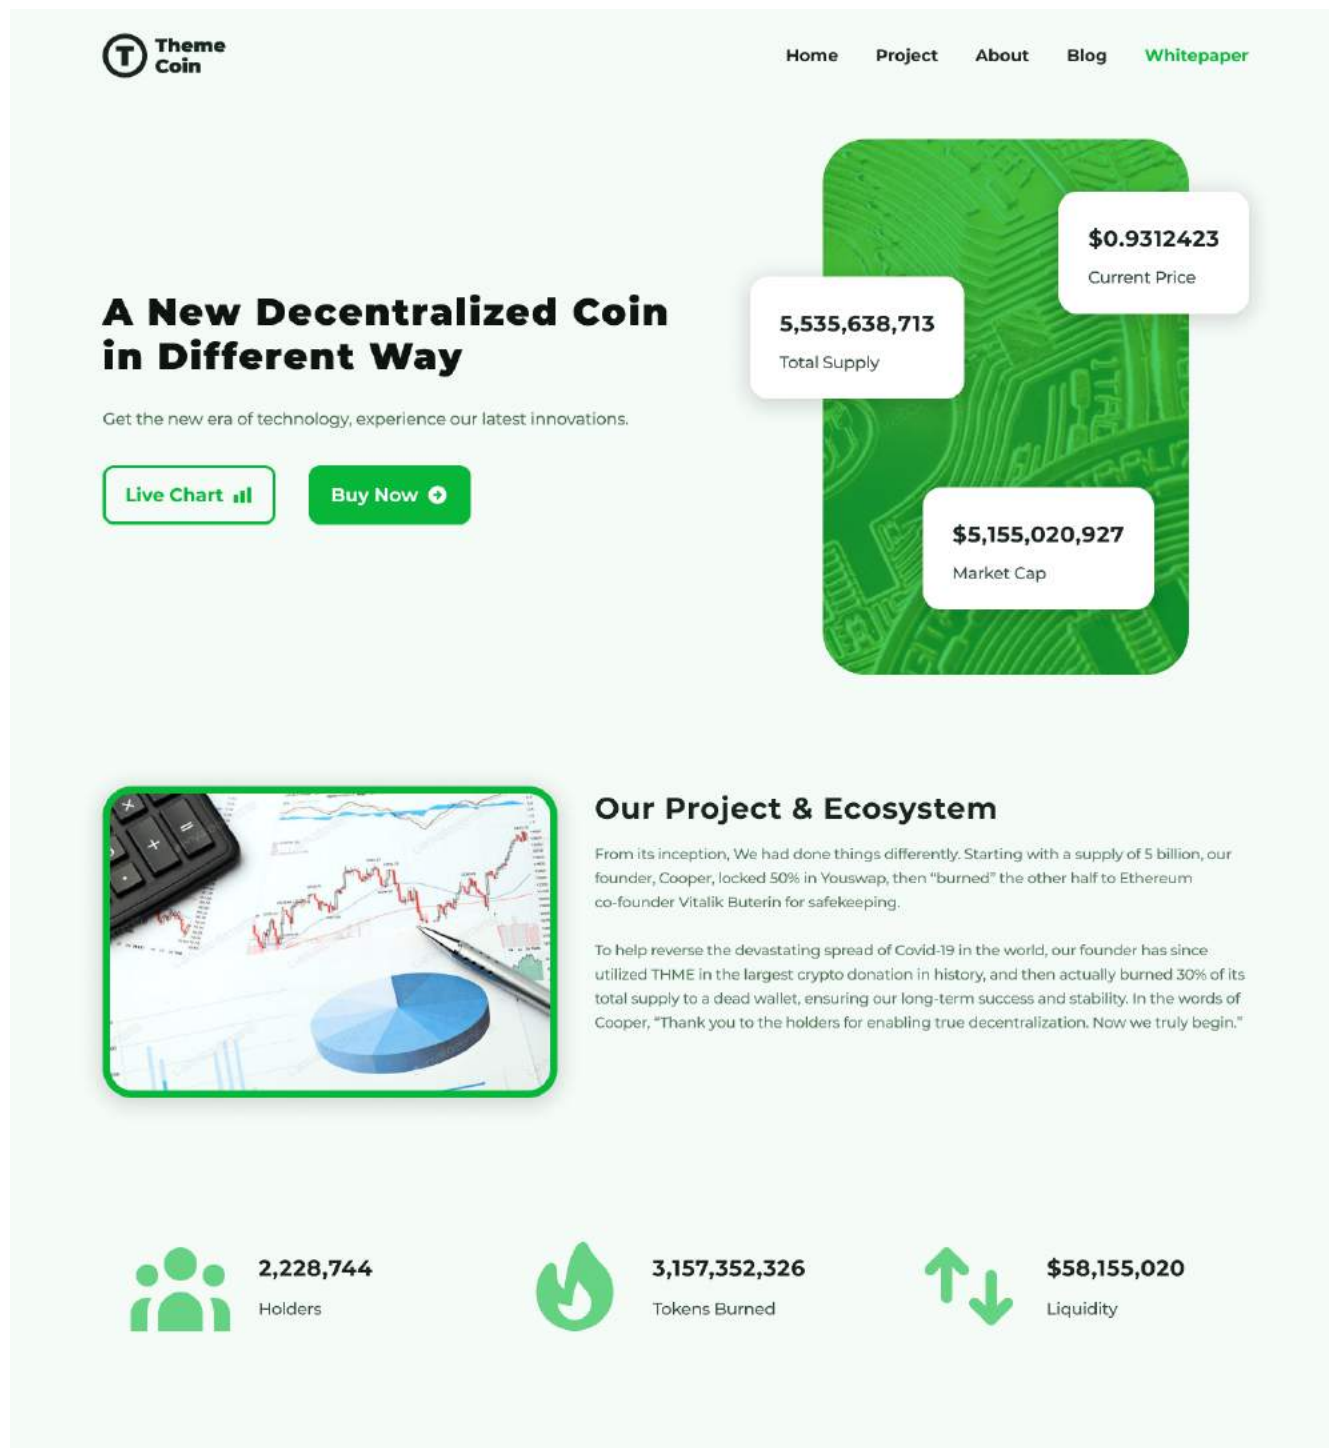 Theme
Coin
Home Project About Blog Whitepaper
$0.9312423
Current Price
5,535,638,713
Total Supply
A New Decentralized Coin
in Different Way
Get the new era of technology, experience our latest innovations.
Live Chart
Buy Now
$5,155,020,927
Market Cap
Our Project & Ecosystem
From its inception, We had done things differently. Starting with a supply of 5 billion, our
founder, Cooper, locked 50% in Youswap, then “burned” the other half to Ethereum
co-founder Vitalik Buterin for safekeeping.
To help reverse the devastating spread of Covid-19 in the world, our founder has since
utilized THME in the largest crypto donation in history, and then actually burned 30% of its
total supply to a dead wallet, ensuring our long-term success and stability. In the words of
Cooper, “Thank you to the holders for enabling true decentralization. Now we truly begin.”
2,228,744
Holders
3,157,352,326
Tokens Burned
$58,155,020
Liquidity